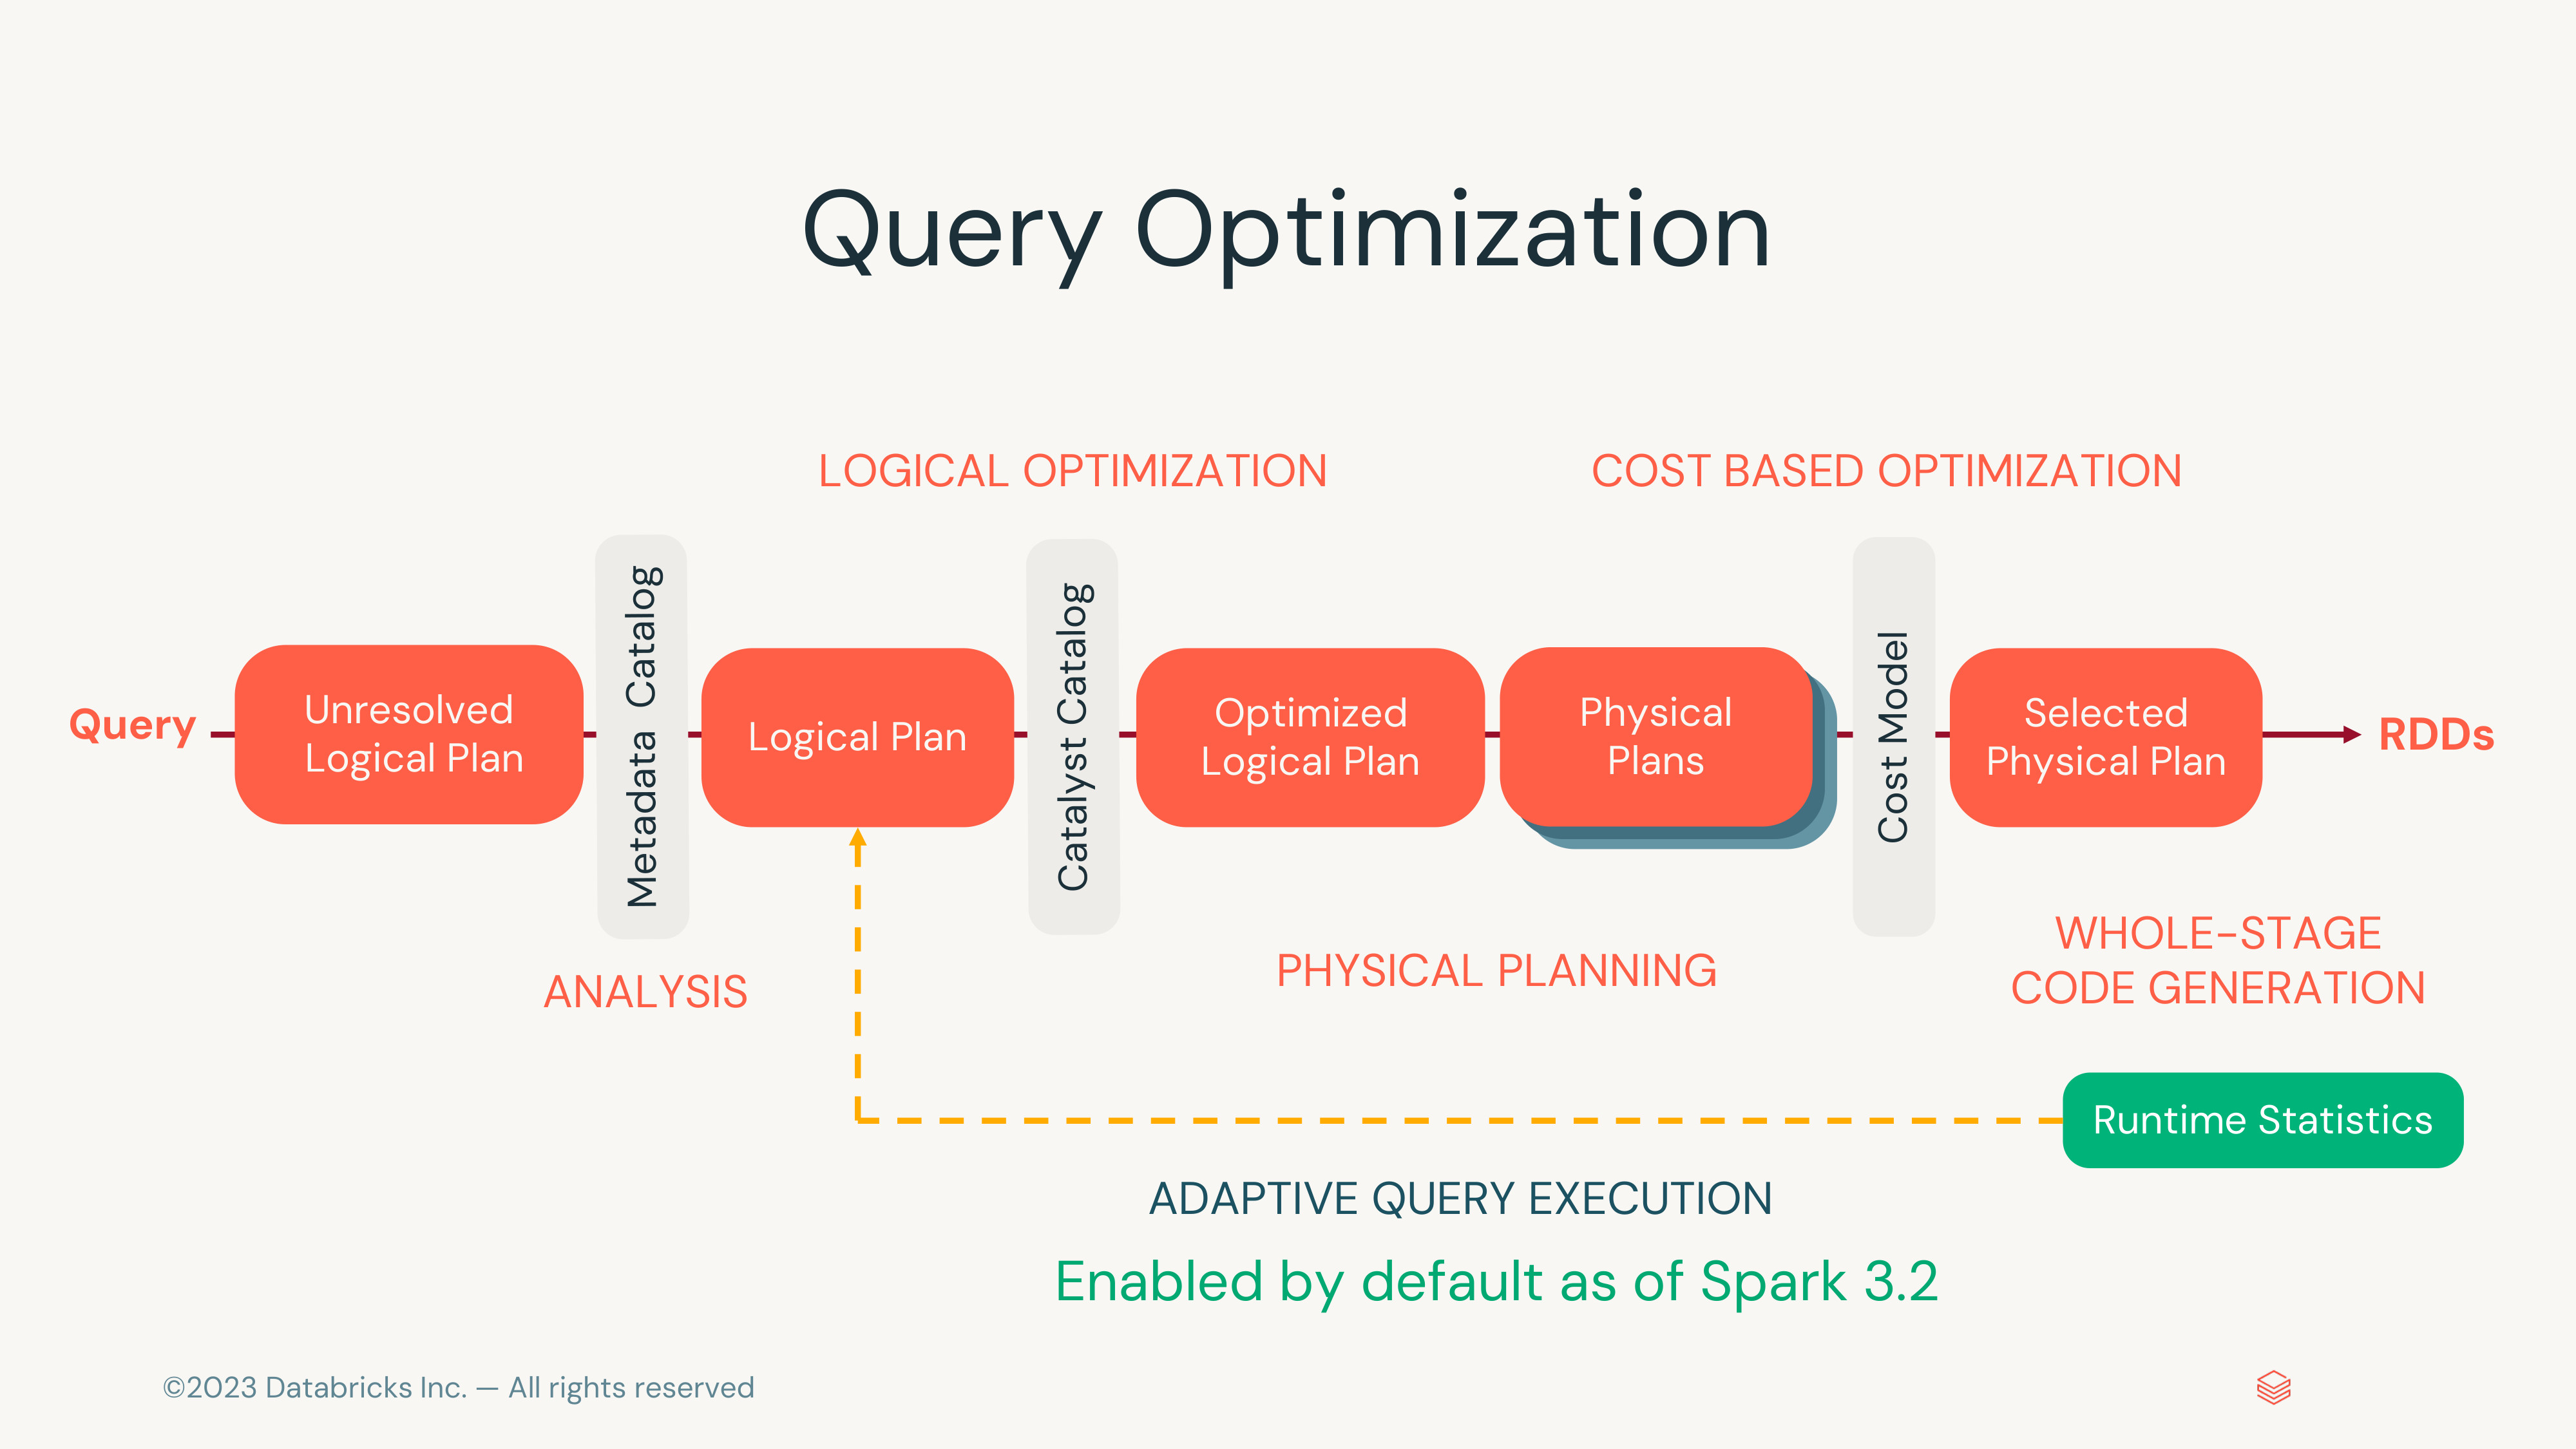 Query Optimization
LOGICAL OPTIMIZATION
COST BASED OPTIMIZATION
Query
Unresolved
Logical Plan
Metadata Catalog
Logical Plan
Catalyst Catalog
Optimized
Logical Plan
Physical
Plans
Cost Model
Selected
Physical Plan
RDDs
ANALYSIS
PHYSICAL PLANNING
WHOLE-STAGE
CODE GENERATION
Runtime Statistics
ADAPTIVE QUERY EXECUTION
Enabled by default as of Spark 3.2
©2023 Databricks Inc. — All rights reserved